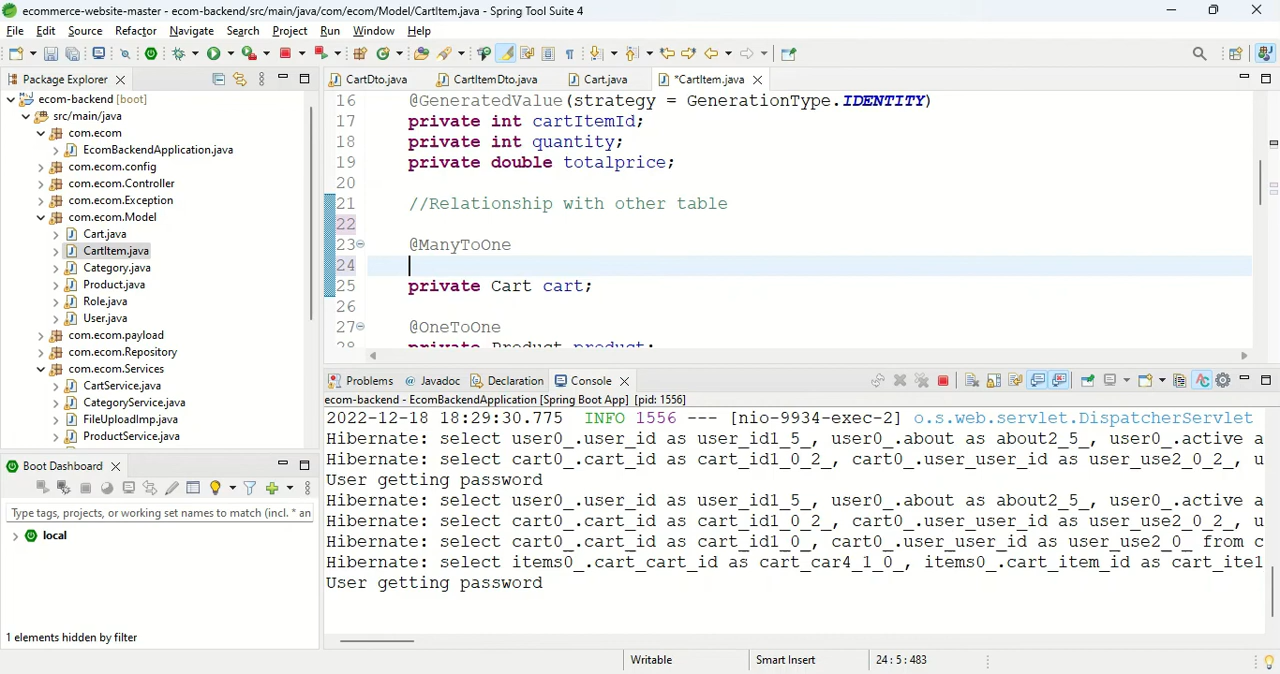 ecommerce-website-master - ecom-backend/src/main/java/com/ecom/Model/CartItem.java - Spring Tool Suite 4
File Edit Source Refactor Navigate Search Project Run Window Help
Package Explorer
CartDto.java CartItemDto.java Cart.java *CartItem.java
ecom-backend [boot]
src/main/java
com.ecom
EcomBackendApplication.java
com.ecom.config
com.ecom.Controller
com.ecom.Exception
com.ecom.Model
Cart.java
CartItem.java
Category.java
Product.java
Role.java
User.java
com.ecom.payload
com.ecom.Repository
com.ecom.Services
CartService.java
CategoryService.java
FileUploadImp.java
ProductService.java
16 @GeneratedValue(strategy = GenerationType.IDENTITY)
17 private int cartItemId;
18 private int quantity;
19 private double totalprice;
20
21 //Relationship with other table
22
23 @ManyToOne
24
25 private Cart cart;
26
27 @OneToOne
28 private Product product;
Problems @ Javadoc Declaration Console
ecom-backend - EcomBackendApplication [Spring Boot App] [pid: 1556]
2022-12-18 18:29:30.775 INFO 1556 --- [nio-9934-exec-2] o.s.web.servlet.DispatcherServlet
Hibernate: select user0_.user_id as user_id1_5_, user0_.about as about2_5_, user0_.active a
Hibernate: select cart0_.cart_id as cart_id1_0_2_, cart0_.user_user_id as user_use2_0_2_, u
User getting password
Hibernate: select user0_.user_id as user_id1_5_, user0_.about as about2_5_, user0_.active a
Hibernate: select cart0_.cart_id as cart_id1_0_2_, cart0_.user_user_id as user_use2_0_2_, u
Hibernate: select cart0_.cart_id as cart_id1_0_, cart0_.user_user_id as user_use2_0_ from c
Hibernate: select items0_.cart_cart_id as cart_car4_1_0_, items0_.cart_item_id as cart_ite1
User getting password
Boot Dashboard
Type tags, projects, or working set names to match (incl. * an
local
1 elements hidden by filter
Writable Smart Insert 24 : 5 : 483